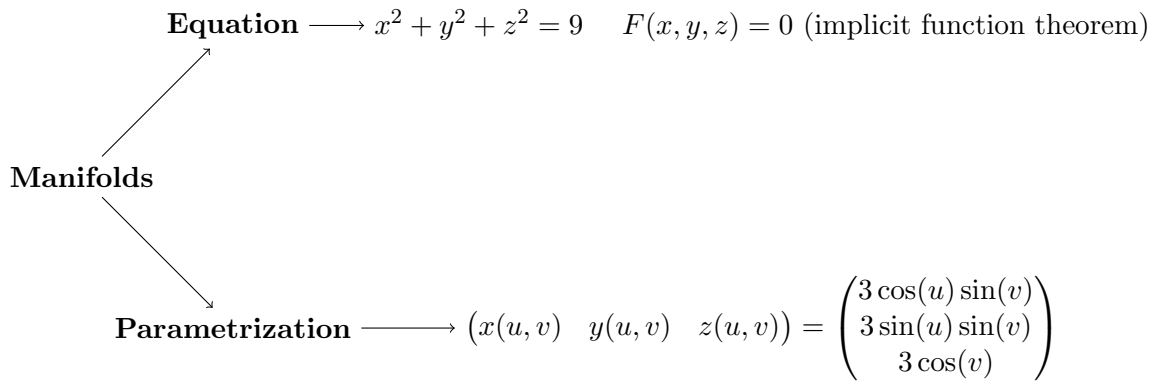 Equation x² + y² + z² = 9 F(x, y, z) = 0 (implicit function theorem)
Manifolds
Parametrization (x(u, v) y(u, v) z(u, v)) = (3 cos(u) sin(v)
3 sin(u) sin(v)
3 cos(v))